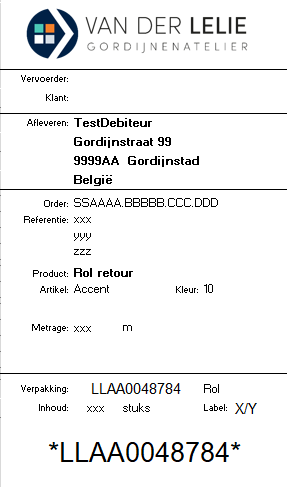 VAN DER LELIE
GORDIJNENATELIER
Vervoerder:
Klant:
Afleveren: TestDebiteur
Gordijnstraat 99
9999AA Gordijnstad
België
Order: SSAAAA.BBBBB.CCC.DDD
Referentie: xxx
yyy
zzz
Product: Rol retour
Artikel: Accent Kleur: 10
Metrage: xxx m
Verpakking: LLAA0048784 Rol
Inhoud: xxx stuks Label: X/Y
*LLAA0048784*